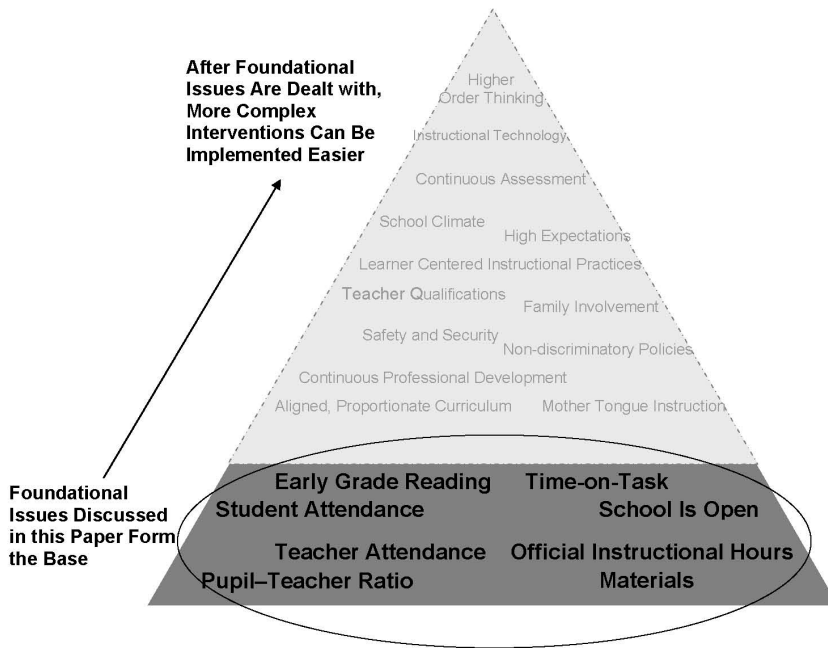 After Foundational
Issues Are Dealt with,
More Complex
Interventions Can Be
Implemented Easier
Higher
Order Thinking
Instructional Technology
Continuous Assessment
School Climate
High Expectations
Learner Centered Instructional Practices
Teacher Qualifications
Family Involvement
Safety and Security
Non-discriminatory Policies
Continuous Professional Development
Aligned, Proportionate Curriculum
Mother Tongue Instruction
Foundational
Issues Discussed
in this Paper Form
the Base
Early Grade Reading
Time-on-Task
Student Attendance
School Is Open
Teacher Attendance
Official Instructional Hours
Pupil–Teacher Ratio
Materials